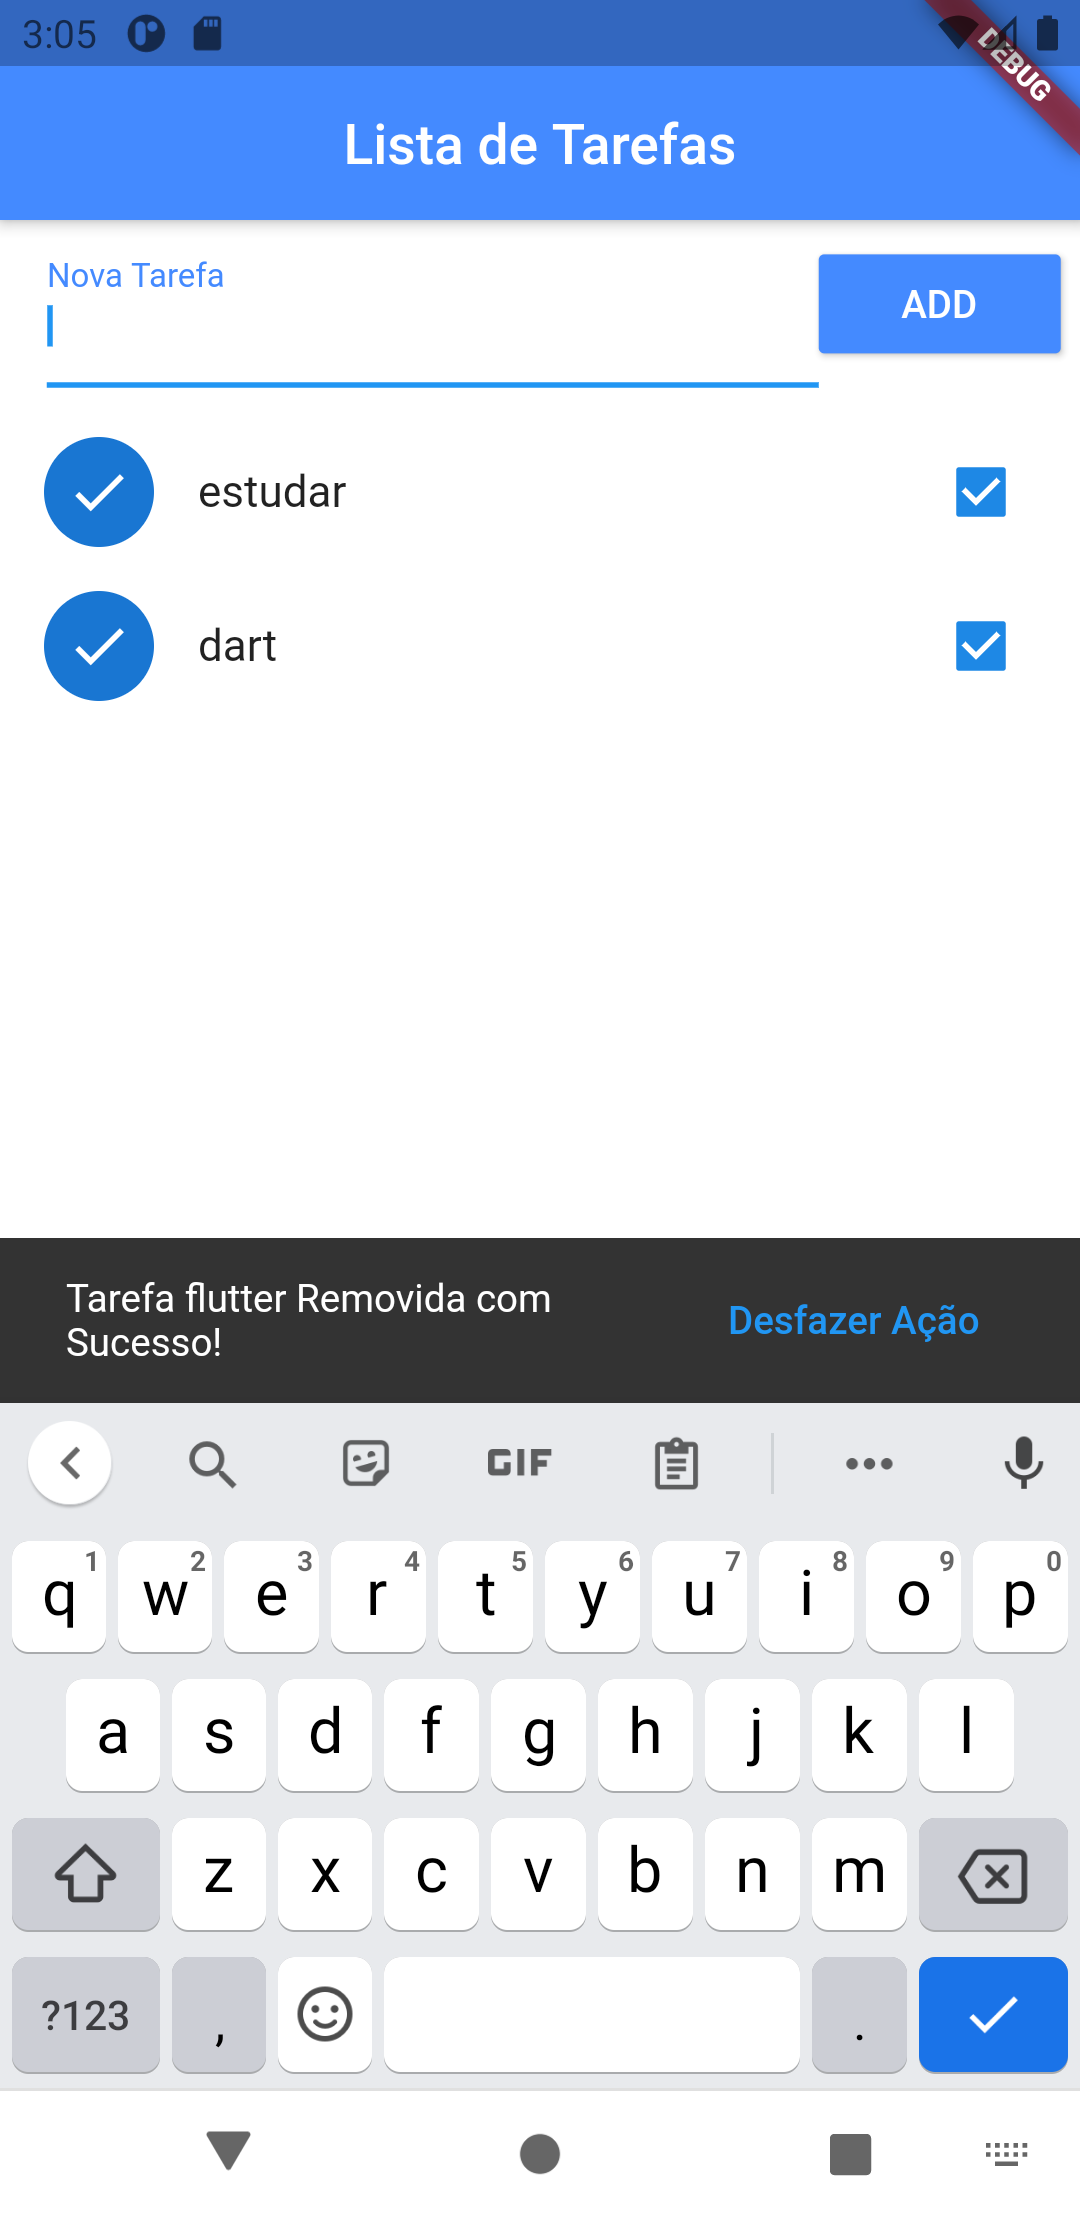 3:05
DEBUG
Lista de Tarefas
Nova Tarefa
ADD
estudar
dart
Tarefa flutter Removida com
Sucesso!
Desfazer Ação
GIF
1 2 3 4 5 6 7 8 9 0
q w e r t y u i o p
a s d f g h j k l
z x c v b n m
?123 , .